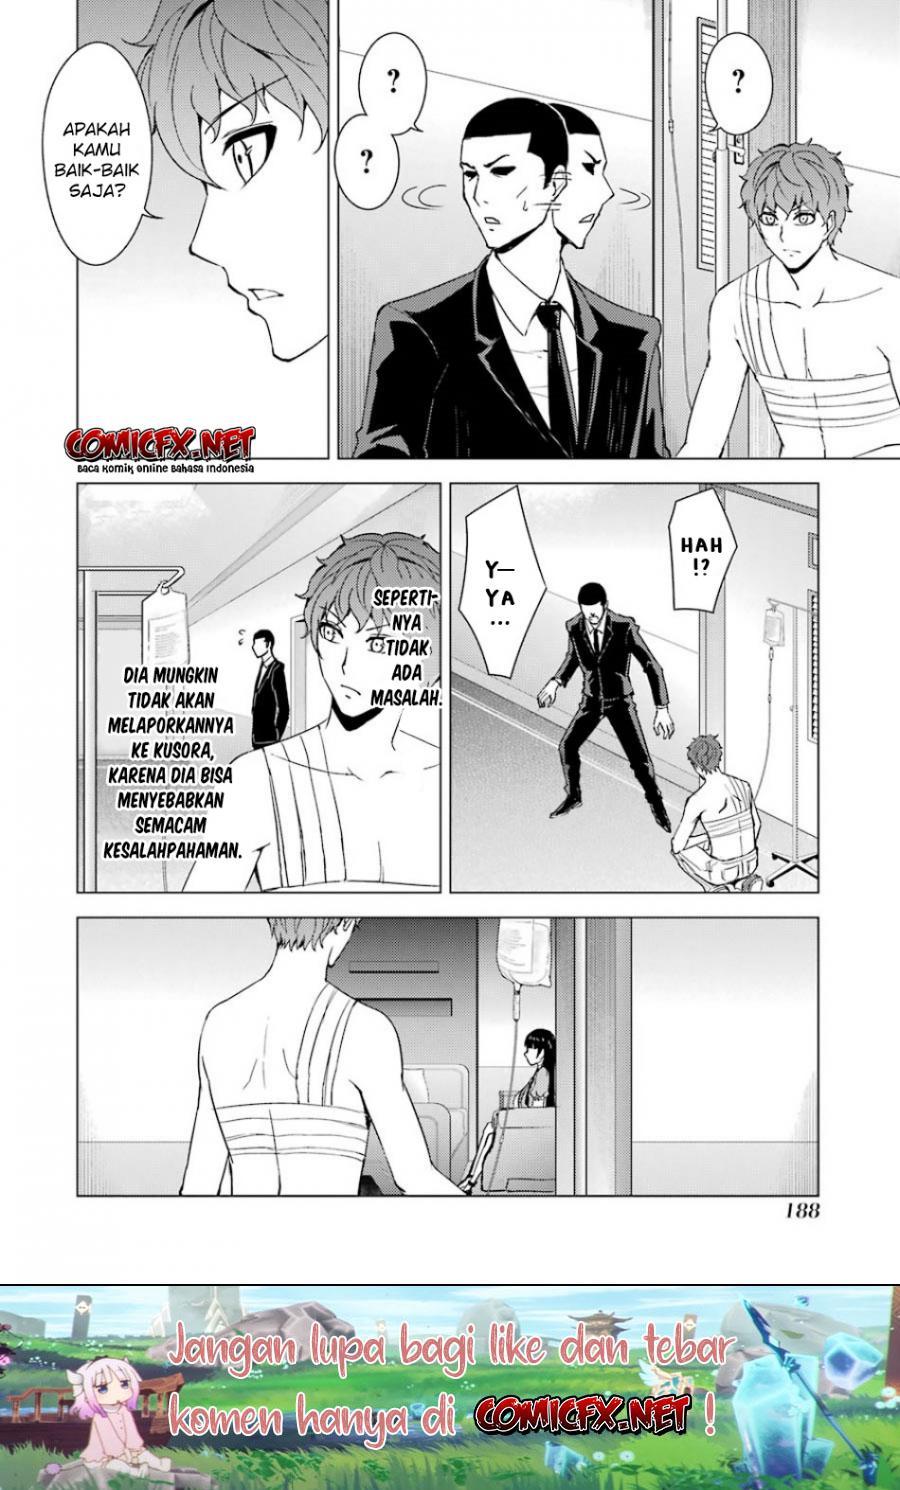 ?
?
?
APAKAH
KAMU
BAIK-BAIK
SAJA?
COMICFX.NET
BACA KOMIK ONLINE BAHASA INDONESIA
HAH
!?
Y—
YA
...
SEPERTI-
NYA
TIDAK
ADA
MASALAH.
DIA MUNGKIN
TIDAK AKAN
MELAPORKANNYA
KE KUSORA,
KARENA DIA BISA
MENYEBABKAN
SEMACAM
KESALAHPAHAMAN.
188
Jangan lupa bagi like dan tebar
komen hanya di COMICFX.NET !